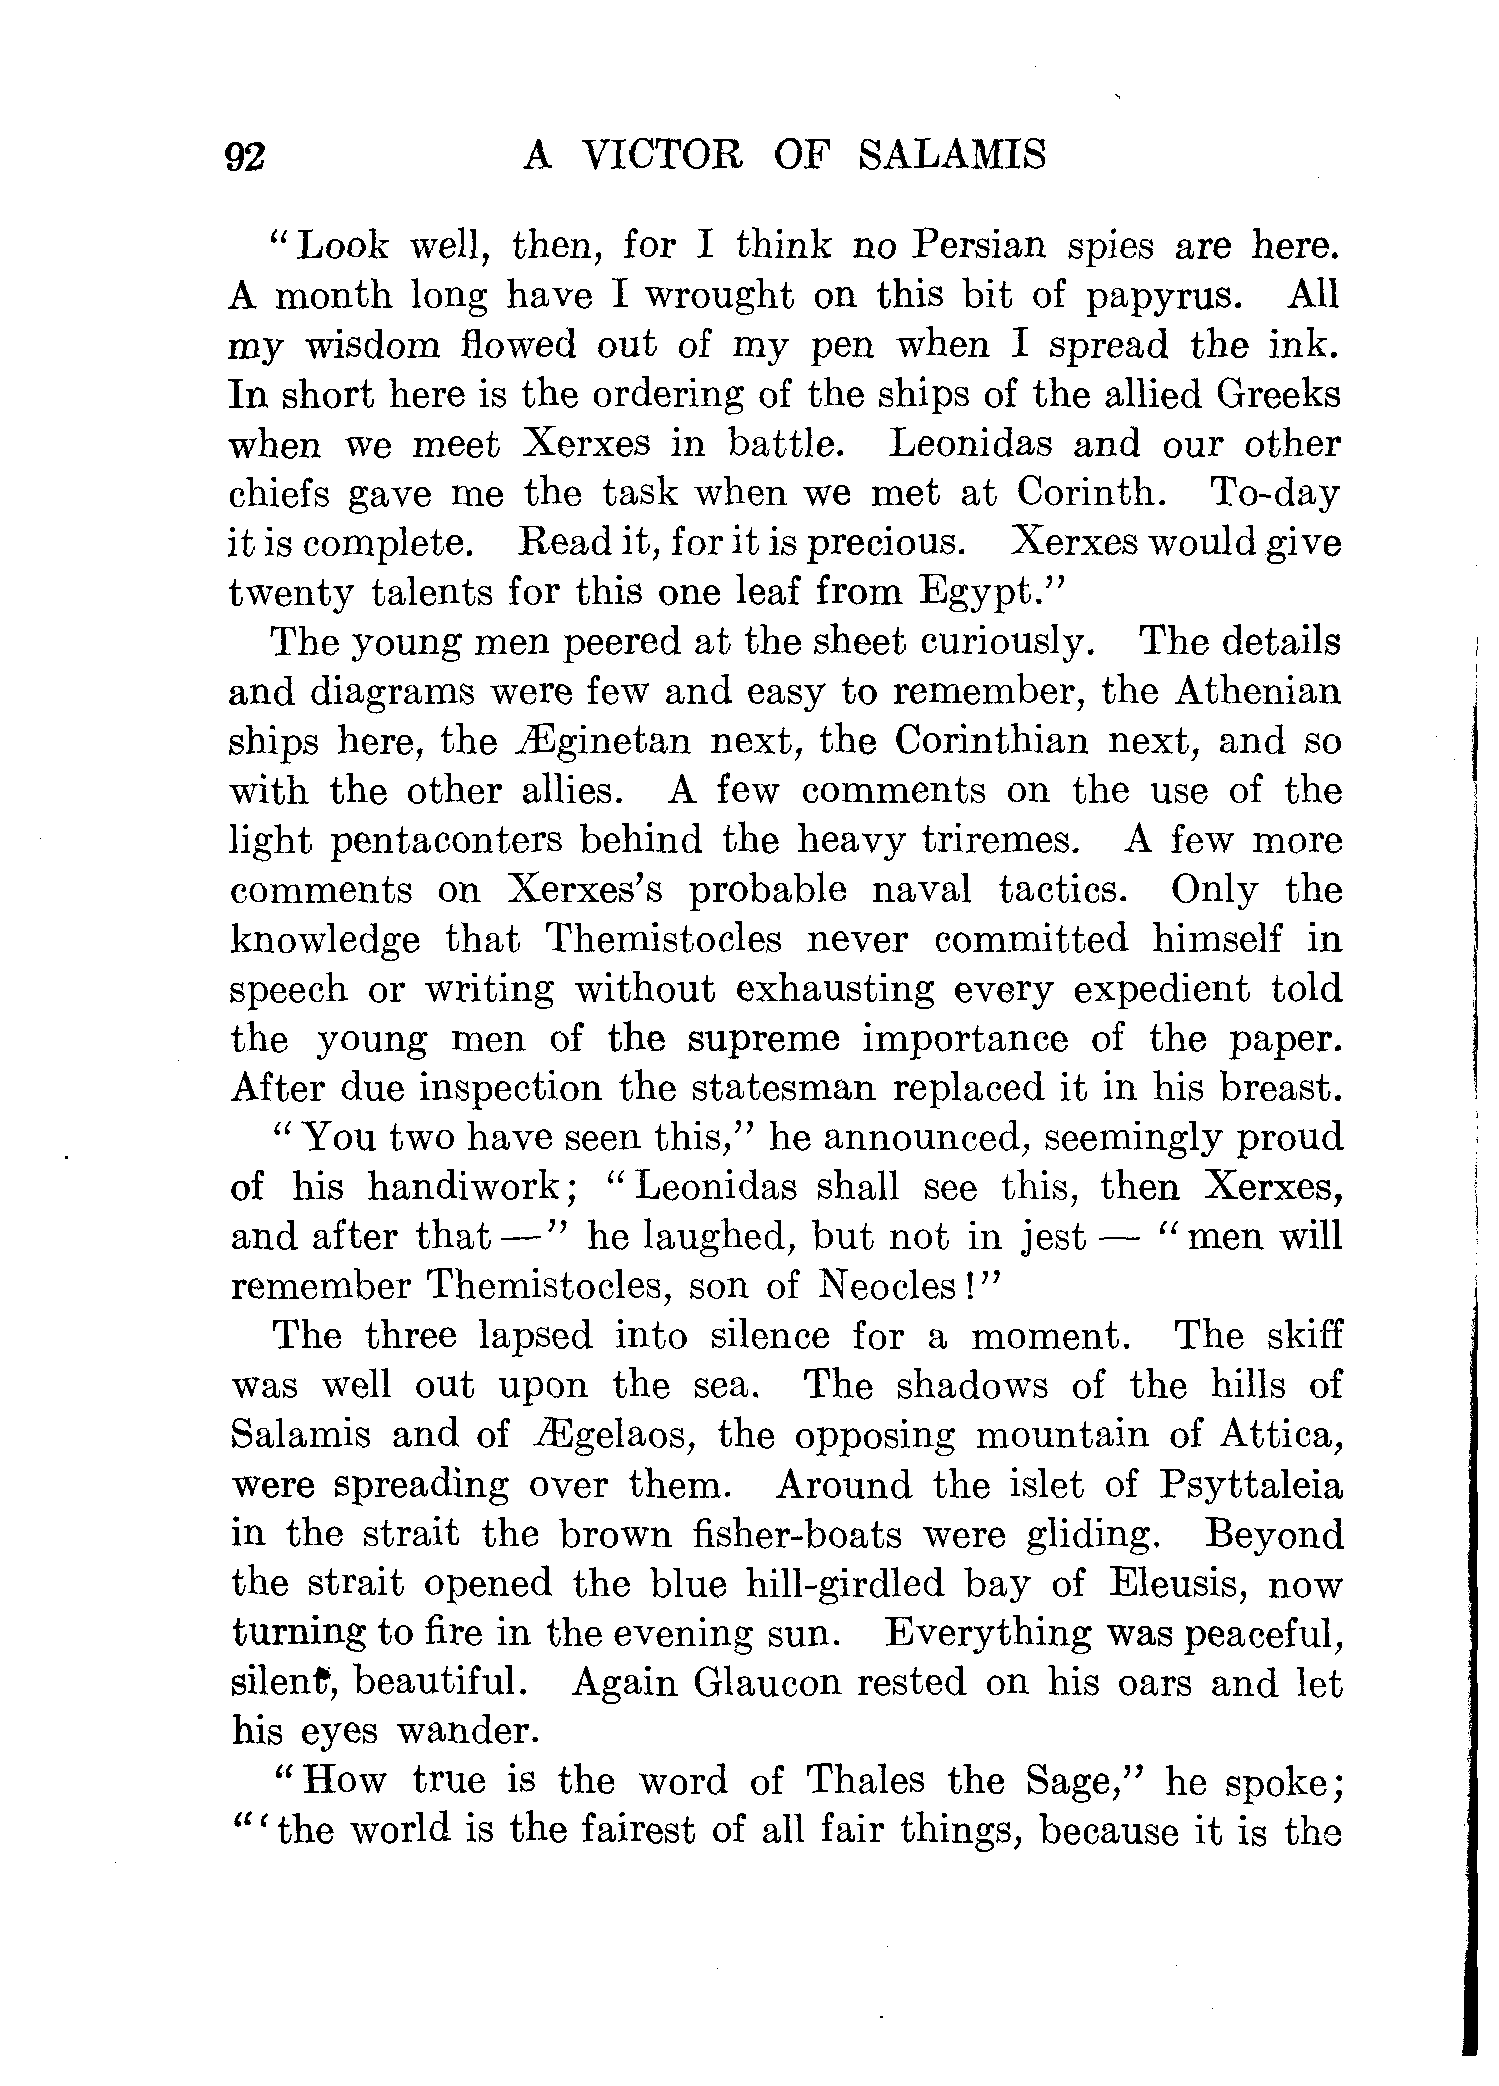 92 A VICTOR OF SALAMIS
"Look well, then, for I think no Persian spies are here.
A month long have I wrought on this bit of papyrus. All
my wisdom flowed out of my pen when I spread the ink.
In short here is the ordering of the ships of the allied Greeks
when we meet Xerxes in battle. Leonidas and our other
chiefs gave me the task when we met at Corinth. To-day
it is complete. Read it, for it is precious. Xerxes would give
twenty talents for this one leaf from Egypt."
The young men peered at the sheet curiously. The details
and diagrams were few and easy to remember, the Athenian
ships here, the Æginetan next, the Corinthian next, and so
with the other allies. A few comments on the use of the
light pentaconters behind the heavy triremes. A few more
comments on Xerxes's probable naval tactics. Only the
knowledge that Themistocles never committed himself in
speech or writing without exhausting every expedient told
the young men of the supreme importance of the paper.
After due inspection the statesman replaced it in his breast.
"You two have seen this," he announced, seemingly proud
of his handiwork; "Leonidas shall see this, then Xerxes,
and after that—" he laughed, but not in jest — "men will
remember Themistocles, son of Neocles!"
The three lapsed into silence for a moment. The skiff
was well out upon the sea. The shadows of the hills of
Salamis and of Ægelaos, the opposing mountain of Attica,
were spreading over them. Around the islet of Psyttaleia
in the strait the brown fisher-boats were gliding. Beyond
the strait opened the blue hill-girdled bay of Eleusis, now
turning to fire in the evening sun. Everything was peaceful,
silent, beautiful. Again Glaucon rested on his oars and let
his eyes wander.
"How true is the word of Thales the Sage," he spoke;
"'the world is the fairest of all fair things, because it is the